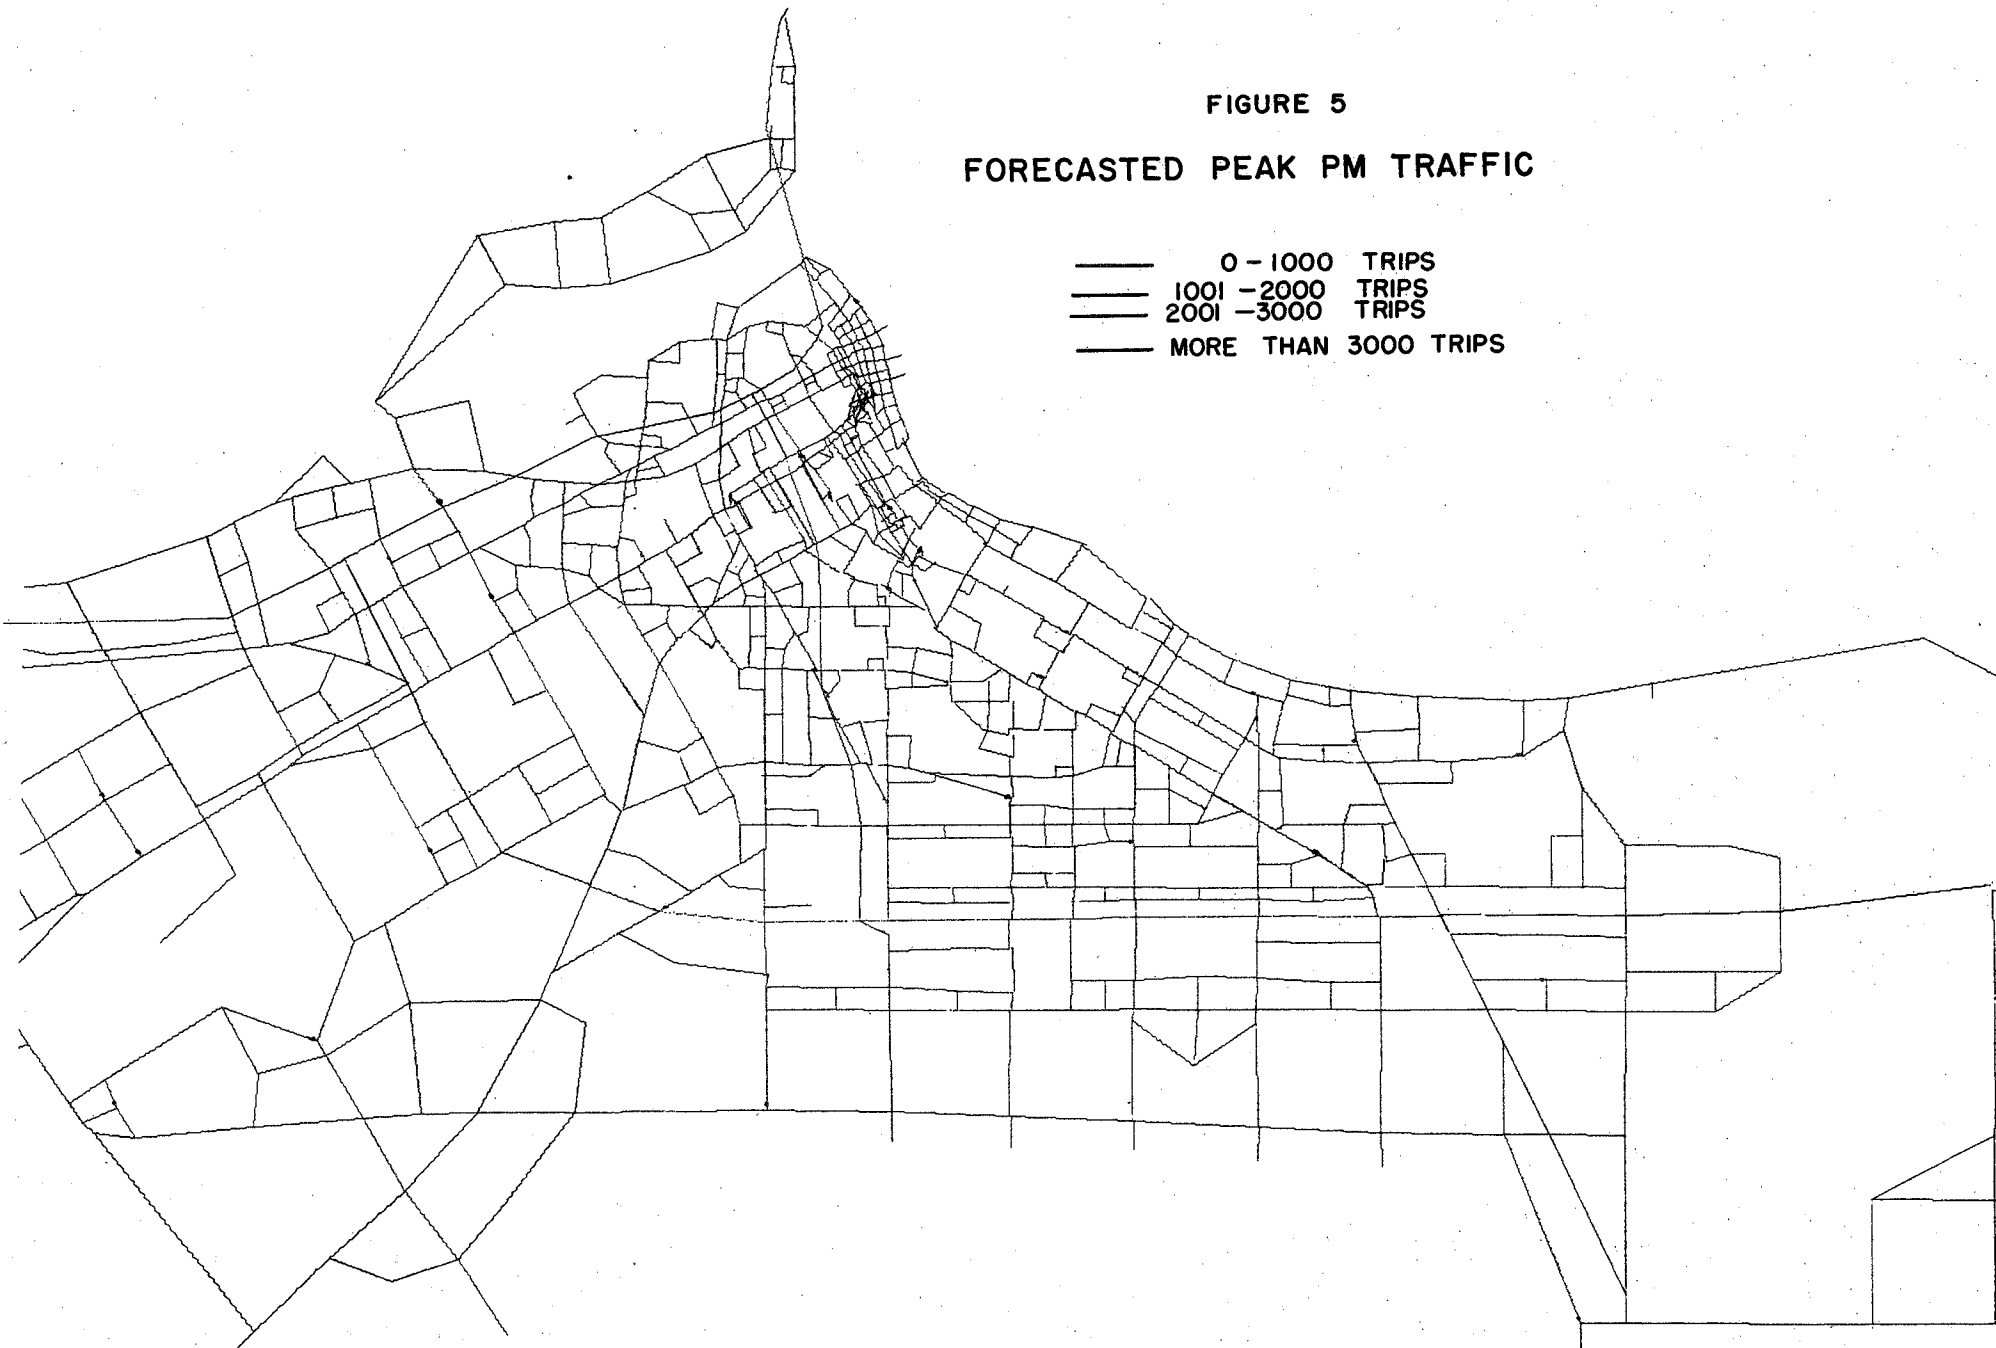 FIGURE 5
FORECASTED PEAK PM TRAFFIC
0-1000 TRIPS
1001-2000 TRIPS
2001-3000 TRIPS
MORE THAN 3000 TRIPS